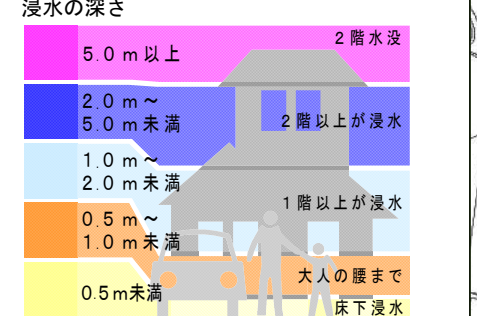 浸水の深さ
5.0 m以上
2階水没
2.0 m～
5.0 m未満
2階以上が浸水
1.0 m～
2.0 m未満
1階以上が浸水
0.5 m～
1.0 m未満
大人の腰まで
0.5m未満
床下浸水